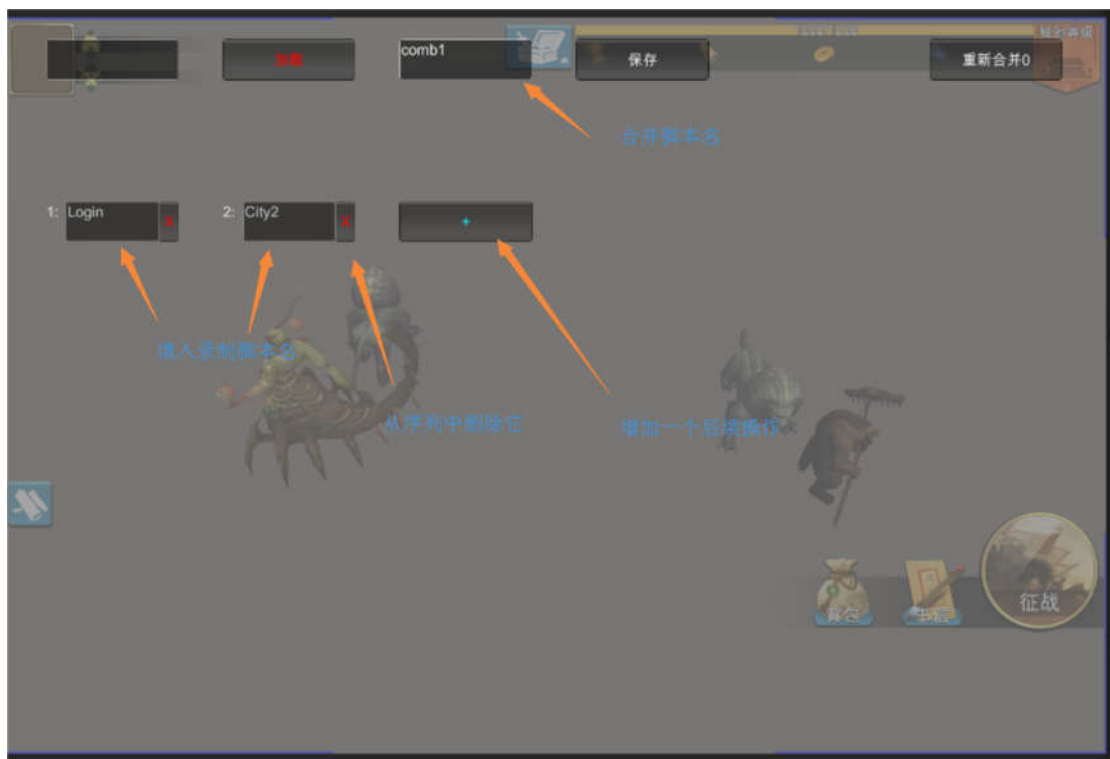 加载
comb1
保存
重新合并0
合并脚本名
1: Login X
2: City2 X
+
填入录制脚本名
从序列中删除它
增加一个后续操作
征战
背包
书信